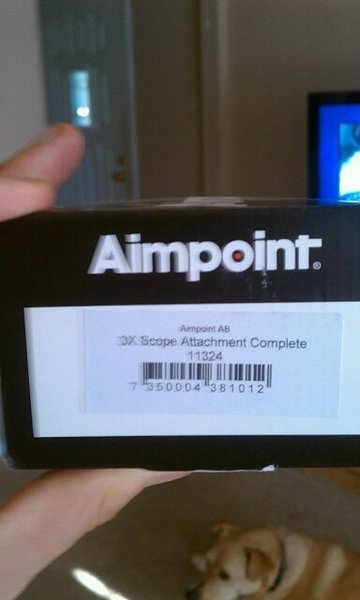 Aimpoint®
Aimpoint AB
3X Scope Attachment Complete
11324
7 350004 381012